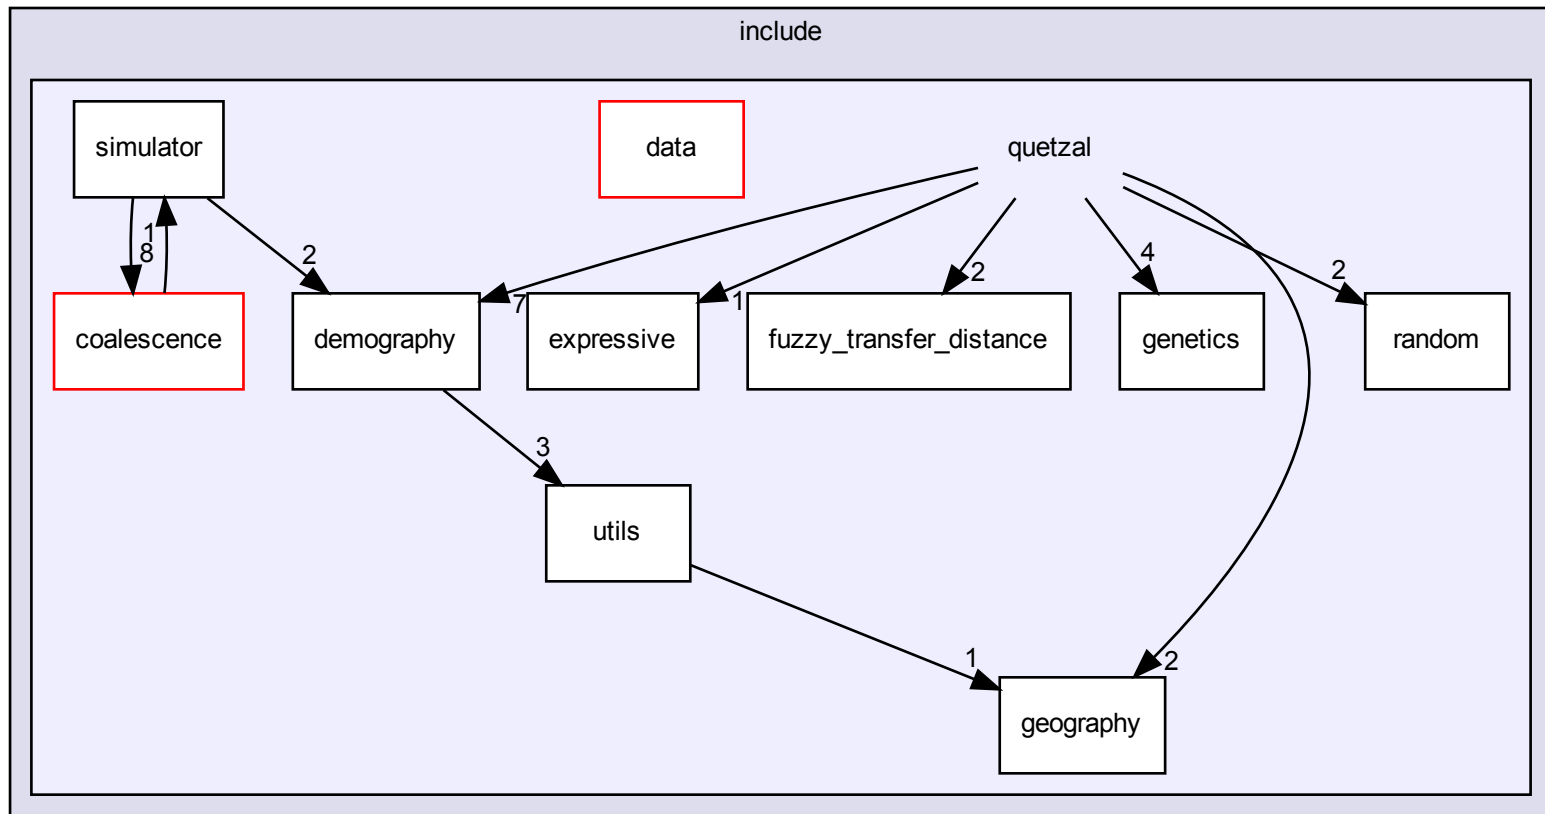 include
simulator
data
quetzal
1
8
2
7
1
2
4
2
coalescence
demography
expressive
fuzzy_transfer_distance
genetics
random
3
utils
1
2
geography